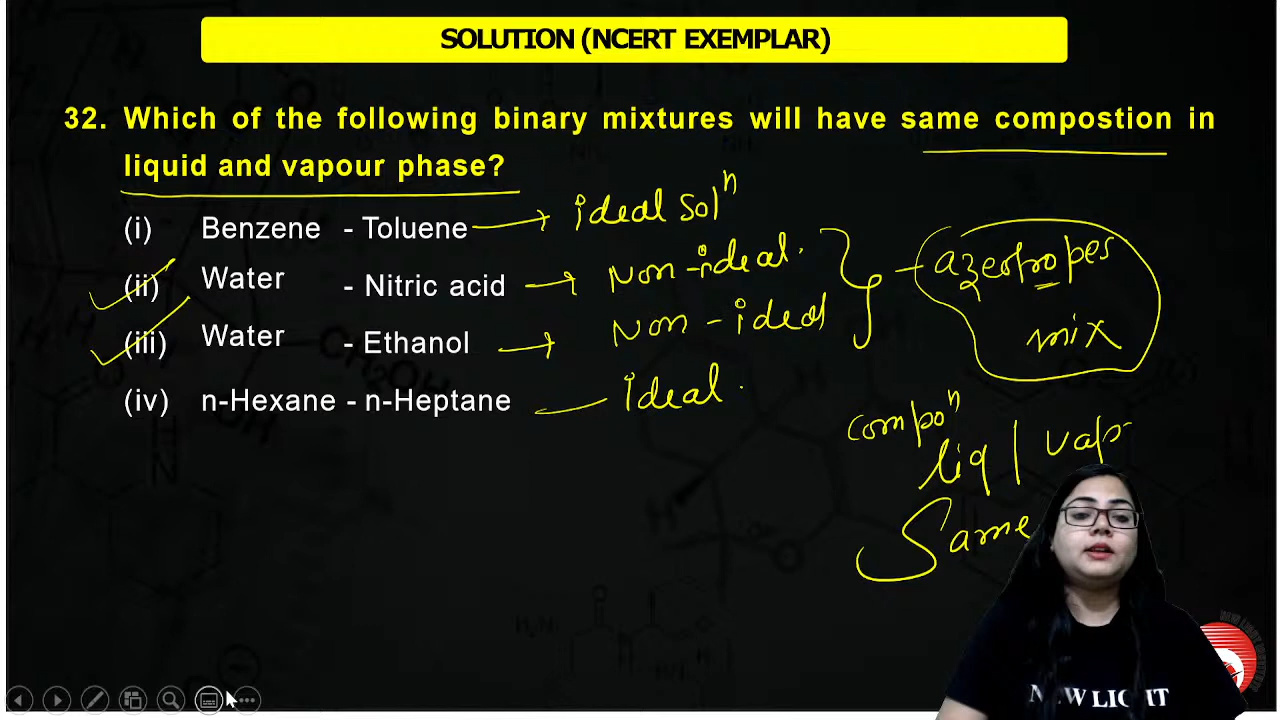 SOLUTION (NCERT EXEMPLAR)
32. Which of the following binary mixtures will have same compostion in
liquid and vapour phase?
(i) Benzene - Toluene → ideal solⁿ
(ii) Water - Nitric acid → Non-ideal.
(iii) Water - Ethanol → Non-ideal
(iv) n-Hexane - n-Heptane — ideal.
azeotropes
mix
compoⁿ
liq | vap
Same
NEW LIGHT